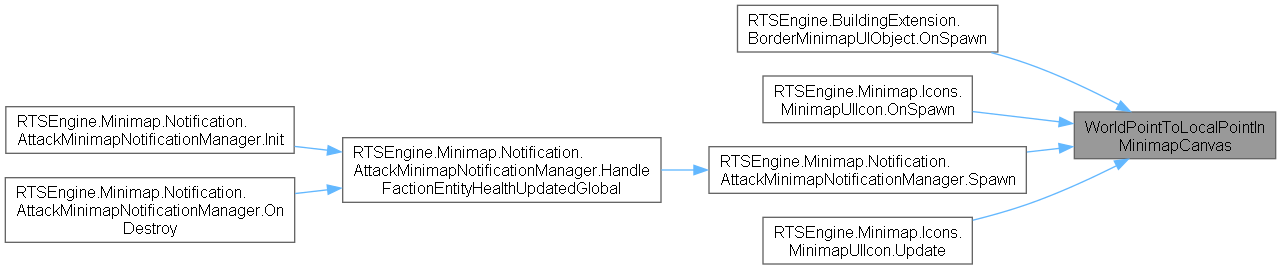 RTSEngine.BuildingExtension.
BorderMinimapUIObject.OnSpawn
RTSEngine.Minimap.Icons.
MinimapUIIcon.OnSpawn
RTSEngine.Minimap.Notification.
AttackMinimapNotificationManager.Init
WorldPointToLocalPointIn
MinimapCanvas
RTSEngine.Minimap.Notification.
AttackMinimapNotificationManager.Handle
FactionEntityHealthUpdatedGlobal
RTSEngine.Minimap.Notification.
AttackMinimapNotificationManager.Spawn
RTSEngine.Minimap.Notification.
AttackMinimapNotificationManager.On
Destroy
RTSEngine.Minimap.Icons.
MinimapUIIcon.Update